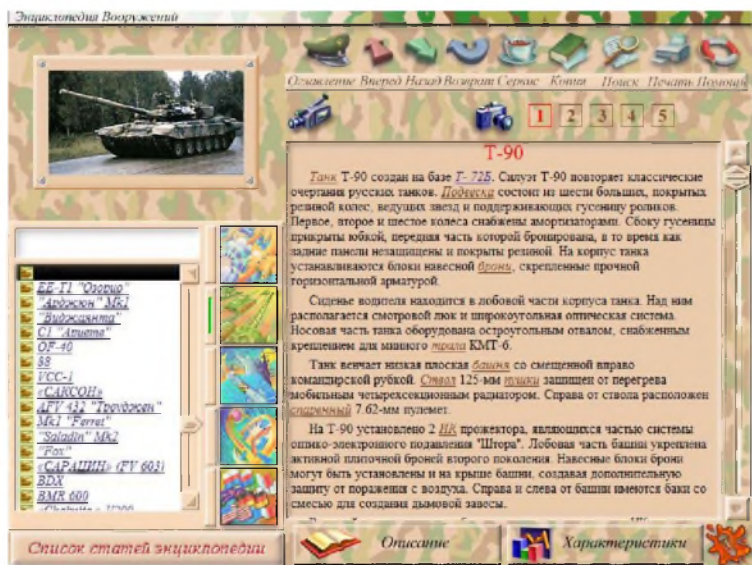 Энциклопедия Вооружений
Оглавление Вперед Назад Возврат Сервис Копия Поиск Печать Помощь
1 2 3 4 5
Т-90
Танк Т-90 создан на базе Т- 72Б. Силуэт Т-90 повторяет классические
очертания русских танков. Подвеска состоит из шести больших, покрытых
резиной колес, ведущих звезд и поддерживающих гусеницу роликов.
Первое, второе и шестое колеса снабжены амортизаторами. Сбоку гусеницы
прикрыты юбкой, передняя часть которой бронирована, в то время как
задние панели незащищены и покрыты резиной. На корпус танка
устанавливаются блоки навесной брони, скрепленные прочной
горизонтальной арматурой.
Сиденье водителя находится в лобовой части корпуса танка. Над ним
располагается смотровой люк и широкоугольная оптическая система.
Носовая часть танка оборудована остроугольным отвалом, снабженным
креплением для минного трала КМТ-6.
Танк венчает низкая плоская башня со смещенной вправо
командирской рубкой. Ствол 125-мм пушки защищен от перегрева
мобильным четырехсекционным радиатором. Справа от ствола расположен
спаренный 7.62-мм пулемет.
На Т-90 установлено 2 ИК прожектора, являющихся частью системы
оптико-электронного подавления "Штора". Лобовая часть башни укреплена
активной плиточной броней второго поколения. Навесные блоки брони
могут быть установлены и на крыше башни, создавая дополнительную
защиту от поражения с воздуха. Справа и слева от башни имеются баки со
смесью для создания дымовой завесы.
EE-T1 "Озорио"
"Арджюн" Mk1
"Виджаянта"
C1 "Ариете"
OF-40
88
VCC-1
«САКСОН»
AFV 432 "Троуджен"
Mk1 "Ferret"
"Saladin" Mk2
"Fox"
«САРАЦИН» (FV 603)
BDX
BMR 600
Список статей энциклопедии
Описание
Характеристики